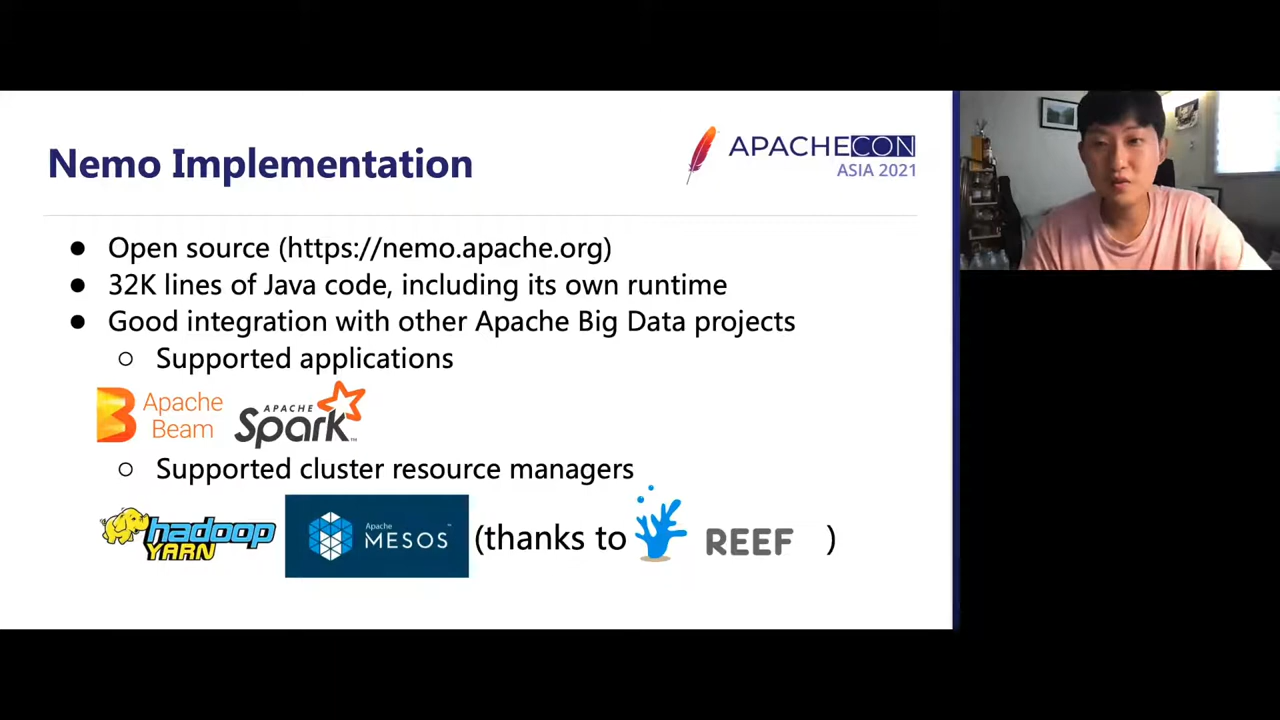 Nemo Implementation
APACHECON
ASIA 2021
● Open source (https://nemo.apache.org)
● 32K lines of Java code, including its own runtime
● Good integration with other Apache Big Data projects
○ Supported applications
Apache
Beam
APACHE
Spark™
○ Supported cluster resource managers
hadoop
YARN
Apache
MESOS™
(thanks to REEF )